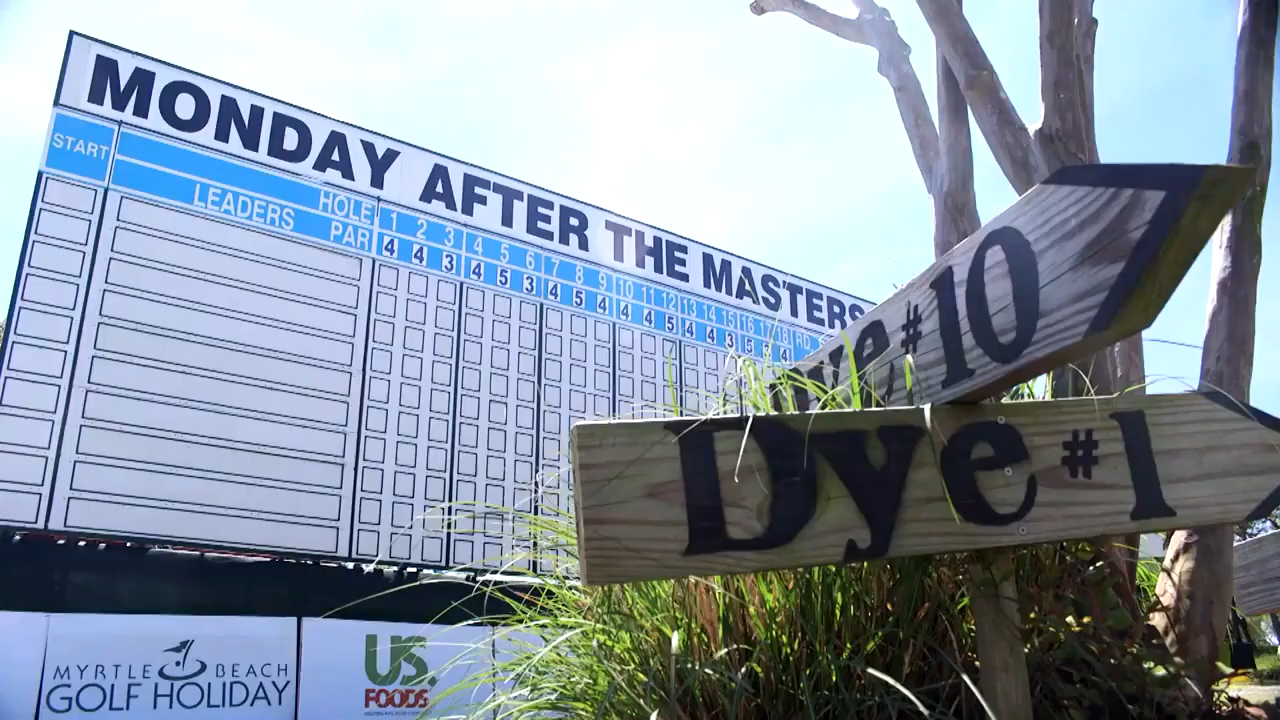 MONDAY AFTER THE MASTERS
START
HOLE 1 2 3 4 5 6 7 8 9 10 11 12 13 14 15 16 17 18 RD
LEADERS PAR 4 4 3 4 5 3 4 5 4 4 4 5 4 4 3 5
#10
Dye #1
MYRTLE BEACH
GOLF HOLIDAY
US.
FOODS